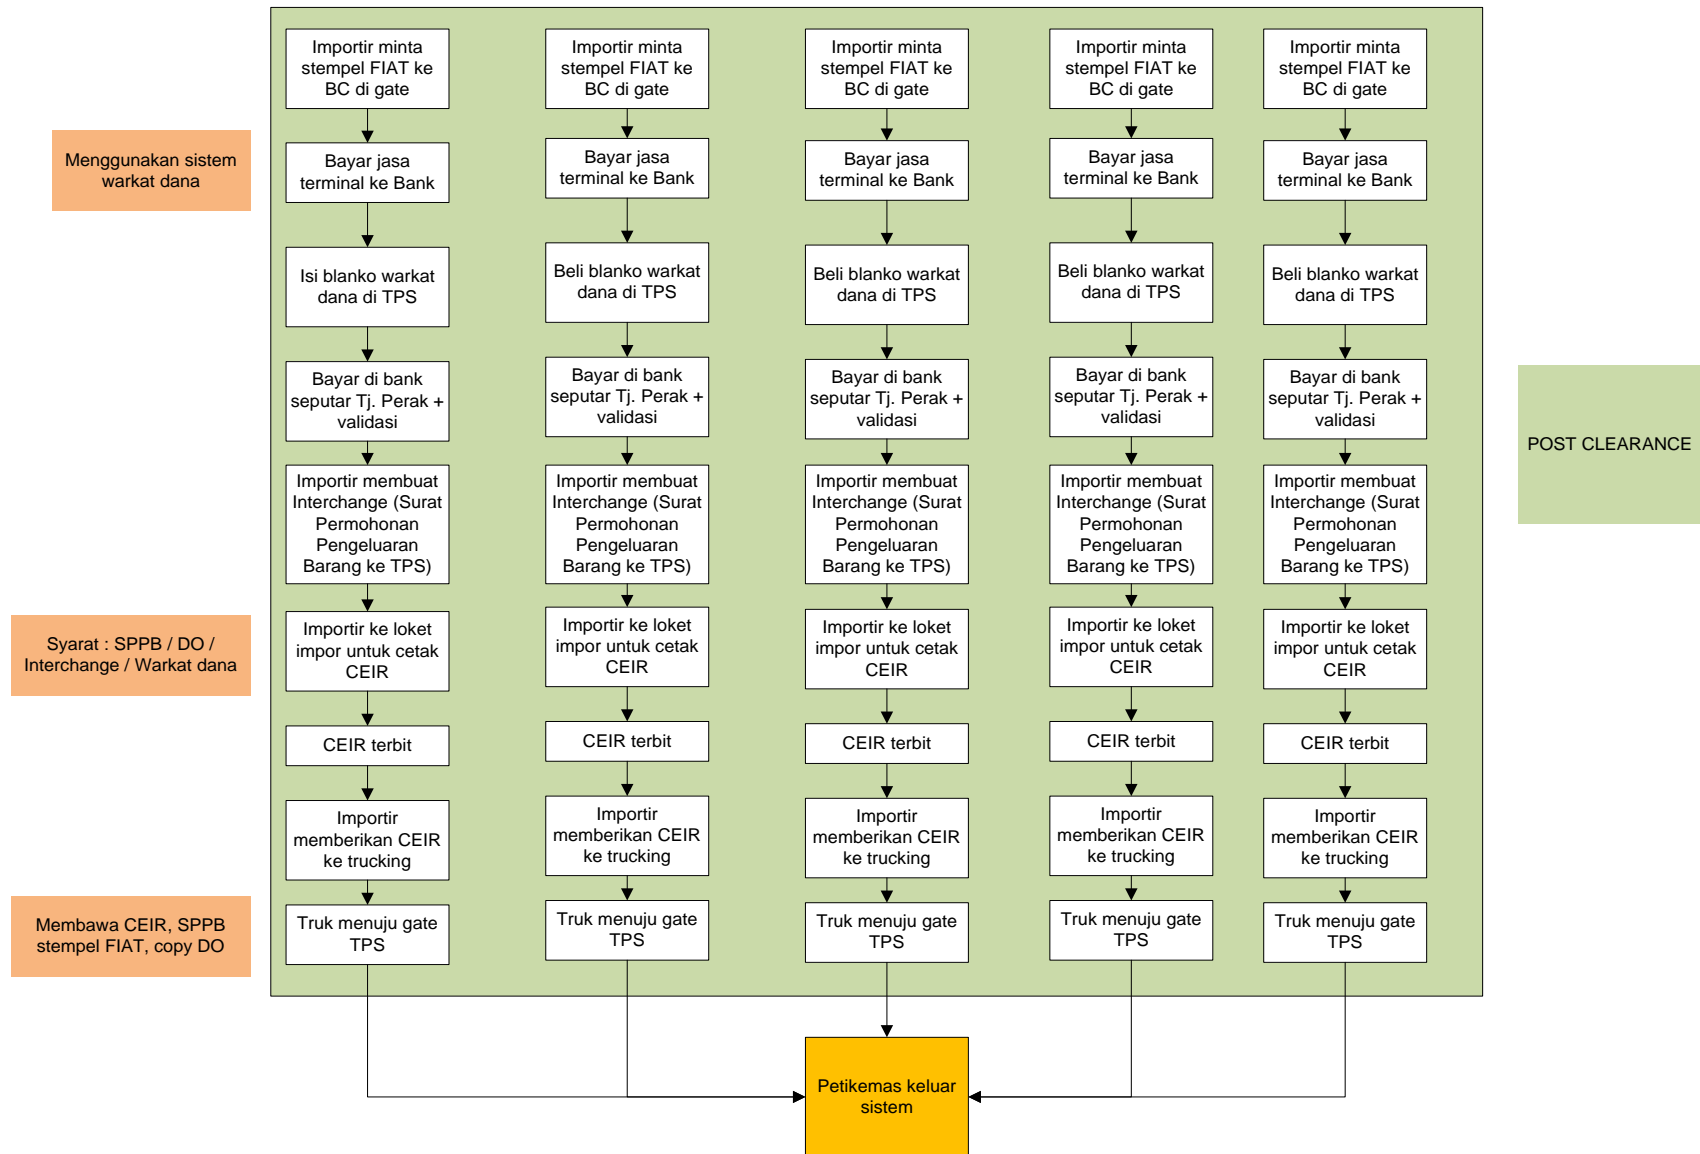 Importir minta
stempel FIAT ke
BC di gate
Importir minta
stempel FIAT ke
BC di gate
Importir minta
stempel FIAT ke
BC di gate
Importir minta
stempel FIAT ke
BC di gate
Importir minta
stempel FIAT ke
BC di gate
Menggunakan sistem
warkat dana
Bayar jasa
terminal ke Bank
Bayar jasa
terminal ke Bank
Bayar jasa
terminal ke Bank
Bayar jasa
terminal ke Bank
Bayar jasa
terminal ke Bank
Isi blanko warkat
dana di TPS
Beli blanko warkat
dana di TPS
Beli blanko warkat
dana di TPS
Beli blanko warkat
dana di TPS
Beli blanko warkat
dana di TPS
Bayar di bank
seputar Tj. Perak +
validasi
Bayar di bank
seputar Tj. Perak +
validasi
Bayar di bank
seputar Tj. Perak +
validasi
Bayar di bank
seputar Tj. Perak +
validasi
Bayar di bank
seputar Tj. Perak +
validasi
POST CLEARANCE
Importir membuat
Interchange (Surat
Permohonan
Pengeluaran
Barang ke TPS)
Importir membuat
Interchange (Surat
Permohonan
Pengeluaran
Barang ke TPS)
Importir membuat
Interchange (Surat
Permohonan
Pengeluaran
Barang ke TPS)
Importir membuat
Interchange (Surat
Permohonan
Pengeluaran
Barang ke TPS)
Importir membuat
Interchange (Surat
Permohonan
Pengeluaran
Barang ke TPS)
Syarat : SPPB / DO /
Interchange / Warkat dana
Importir ke loket
impor untuk cetak
CEIR
Importir ke loket
impor untuk cetak
CEIR
Importir ke loket
impor untuk cetak
CEIR
Importir ke loket
impor untuk cetak
CEIR
Importir ke loket
impor untuk cetak
CEIR
CEIR terbit
CEIR terbit
CEIR terbit
CEIR terbit
CEIR terbit
Importir
memberikan CEIR
ke trucking
Importir
memberikan CEIR
ke trucking
Importir
memberikan CEIR
ke trucking
Importir
memberikan CEIR
ke trucking
Importir
memberikan CEIR
ke trucking
Membawa CEIR, SPPB
stempel FIAT, copy DO
Truk menuju gate
TPS
Truk menuju gate
TPS
Truk menuju gate
TPS
Truk menuju gate
TPS
Truk menuju gate
TPS
Petikemas keluar
sistem